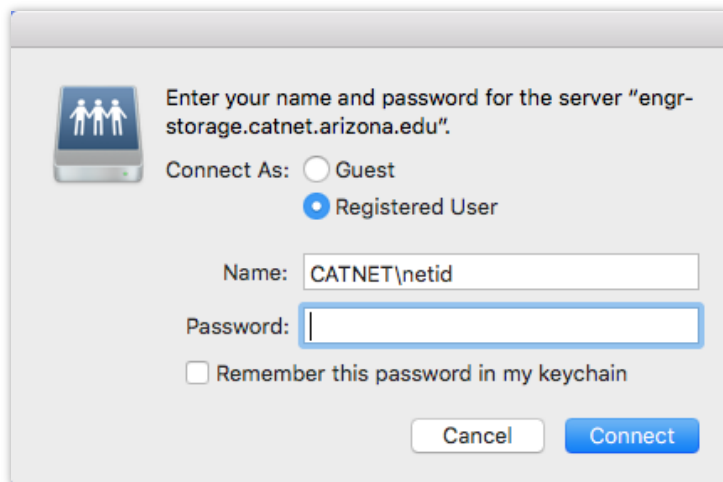 Enter your name and password for the server “engr-
storage.catnet.arizona.edu”.
Connect As: Guest
Registered User
Name: CATNET\netid
Password:
Remember this password in my keychain
Cancel Connect